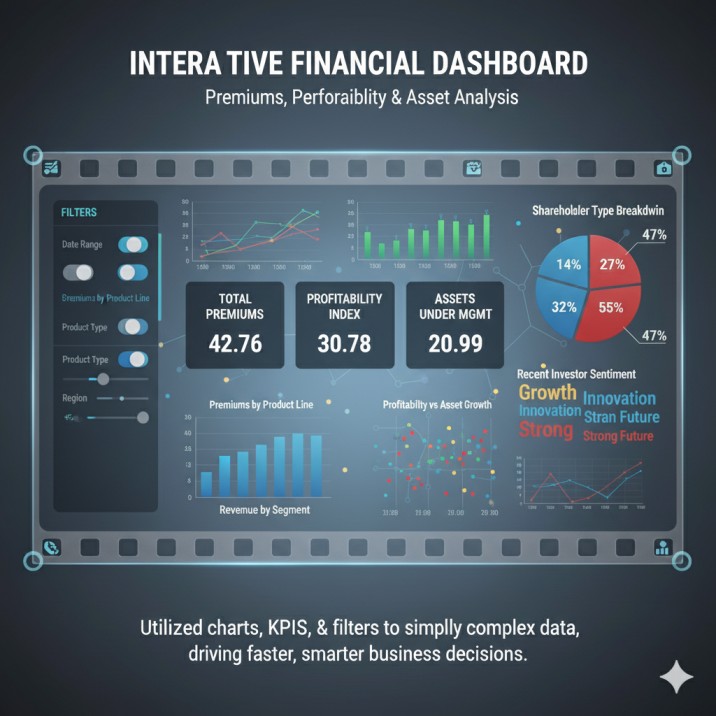 INTERA TIVE FINANCIAL DASHBOARD
Premiums, Perforaiblity & Asset Analysis
FILTERS
Date Range
Premiums by Product Line
Product Type
Product Type
Region
TOTAL
PREMIUMS
42.76
PROFITABILITY
INDEX
30.78
ASSETS
UNDER MGMT
20.99
Shareholaler Type Breakdwin
47%
14%
27%
32%
55%
47%
Recent Investor Sentiment
Growth
Innovation
Innovation
Stran Future
Strong
Strong Future
Premiums by Product Line
Revemue by Segment
Profitabilty vs Asset Growth
Utilized charts, KPIS, & filters to simplly complex data,
driving faster, smarter business decisions.